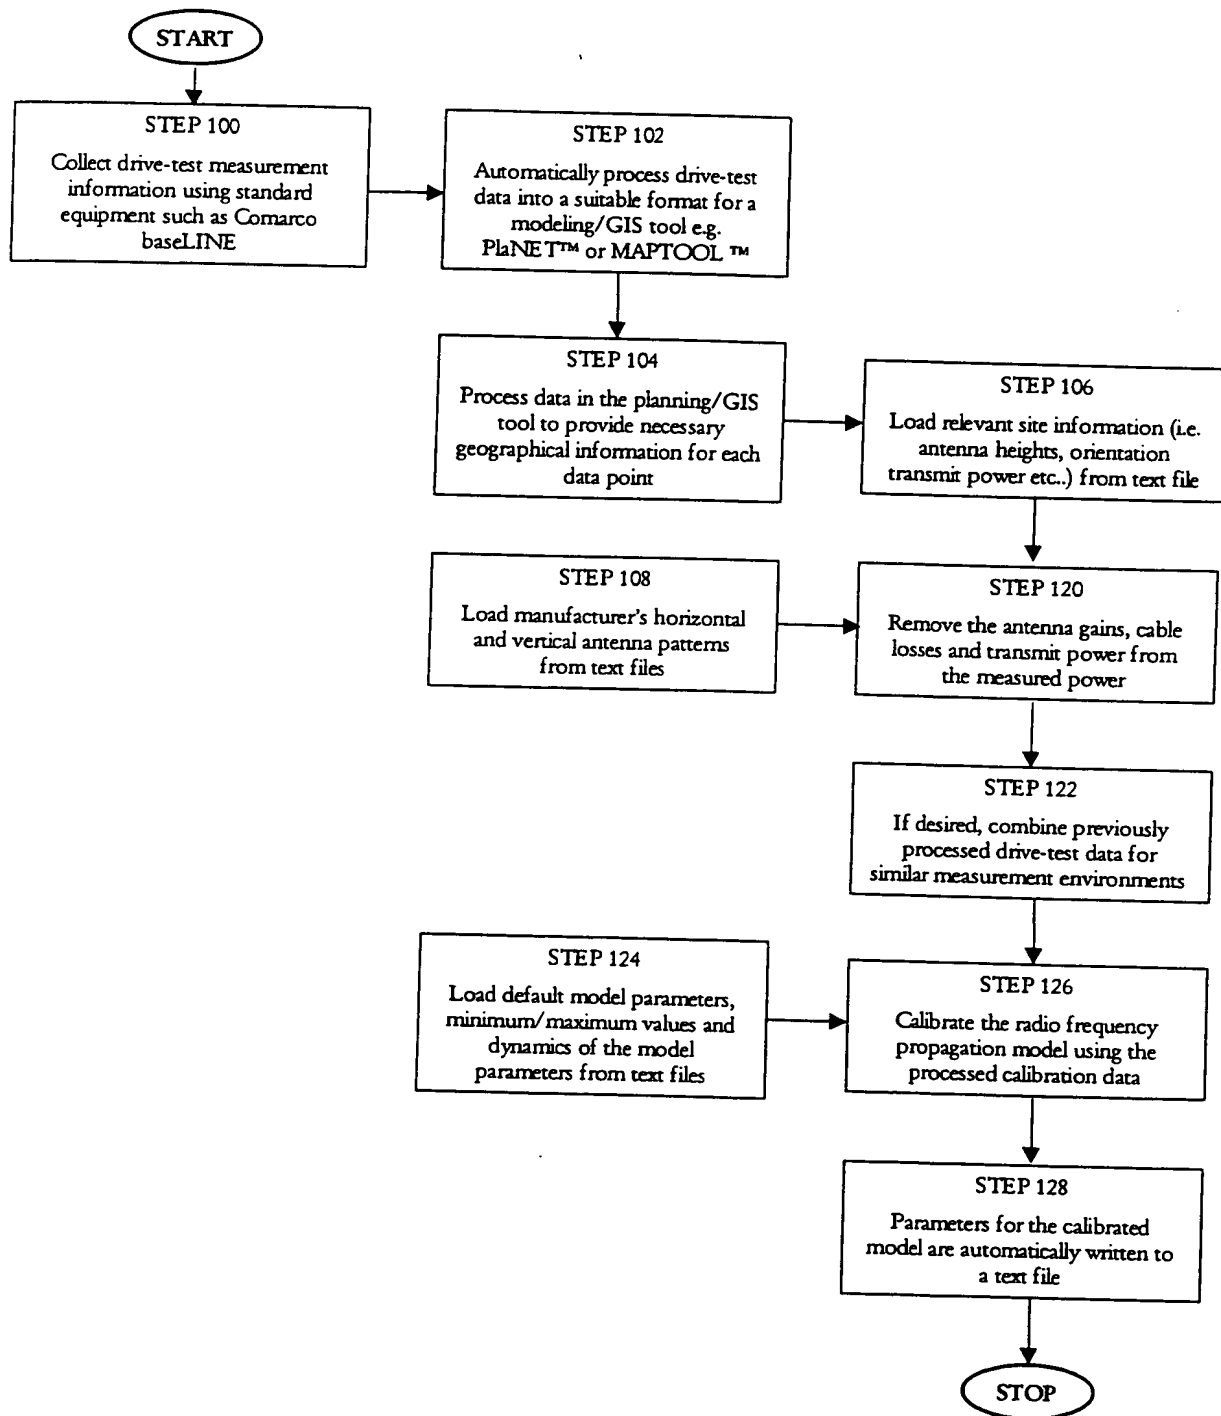 START
STEP 100
Collect drive-test measurement
information using standard
equipment such as Comarco
baseLINE
STEP 102
Automatically process drive-test
data into a suitable format for a
modeling/GIS tool e.g.
PlaNET™ or MAPTOOL ™
STEP 104
Process data in the planning/GIS
tool to provide necessary
geographical information for each
data point
STEP 106
Load relevant site information (i.e.
antenna heights, orientation
transmit power etc..) from text file
STEP 108
Load manufacturer's horizontal
and vertical antenna patterns
from text files
STEP 120
Remove the antenna gains, cable
losses and transmit power from
the measured power
STEP 122
If desired, combine previously
processed drive-test data for
similar measurement environments
STEP 124
Load default model parameters,
minimum/maximum values and
dynamics of the model
parameters from text files
STEP 126
Calibrate the radio frequency
propagation model using the
processed calibration data
STEP 128
Parameters for the calibrated
model are automatically written to
a text file
STOP